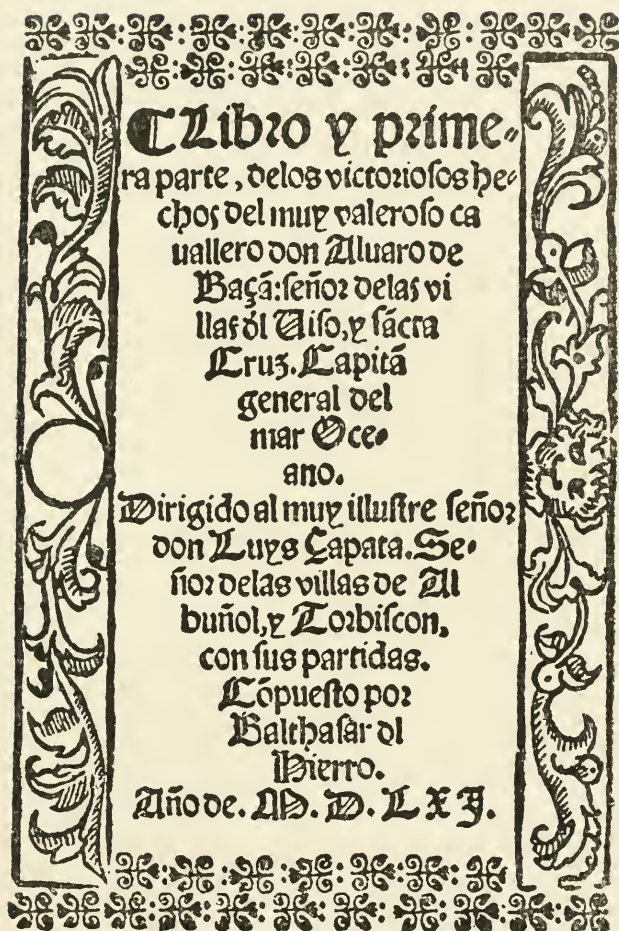 ¶Libro y prime-
ra parte, delos victoriosos he-
chos del muy valeroso ca
uallero don Aluaro de
Baçã:señor delas vi
llas dl Uiso,y sãcta
Cruz. Capitã
general del
mar Oce-
ano.
Dirigido al muy illustre señor
don Luys Çapata. Se-
ñor delas villas de Al
buñol,y Torbiscon,
con sus partidas.
Cõpuesto por
Balthasar dl
Hierro.
Año de. M. D. L X J.